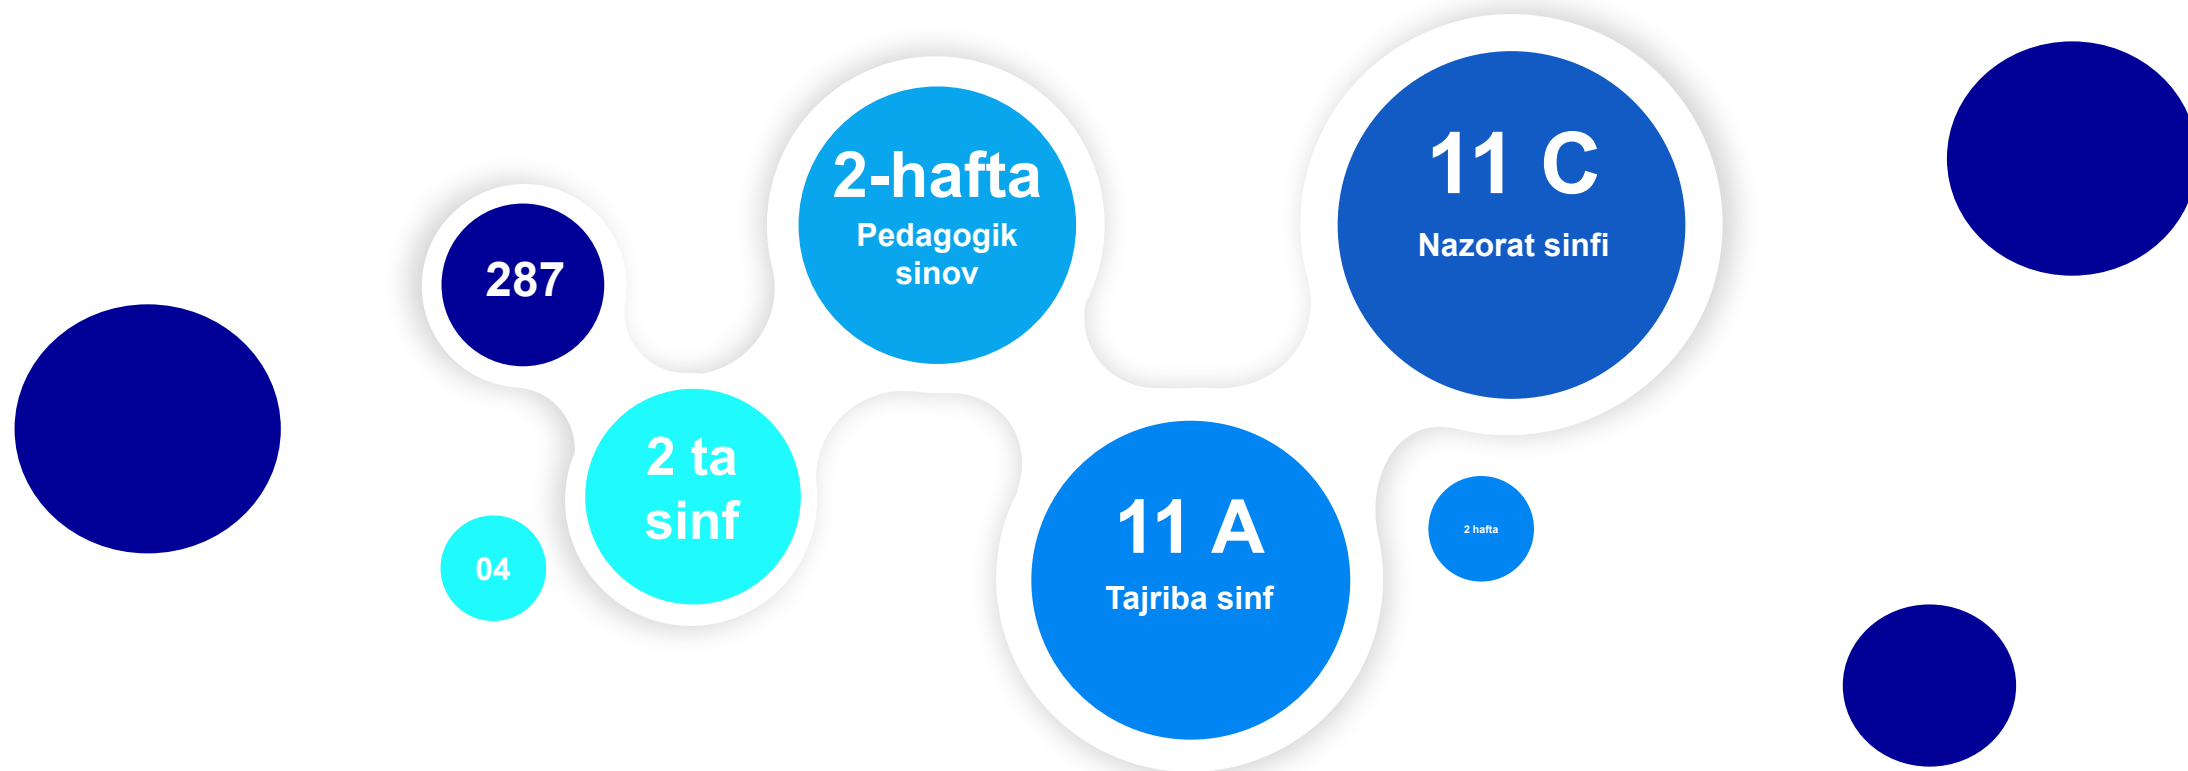 287
2 ta
sinf
04
2-hafta
Pedagogik
sinov
11 A
Tajriba sinf
11 C
Nazorat sinfi
2 hafta